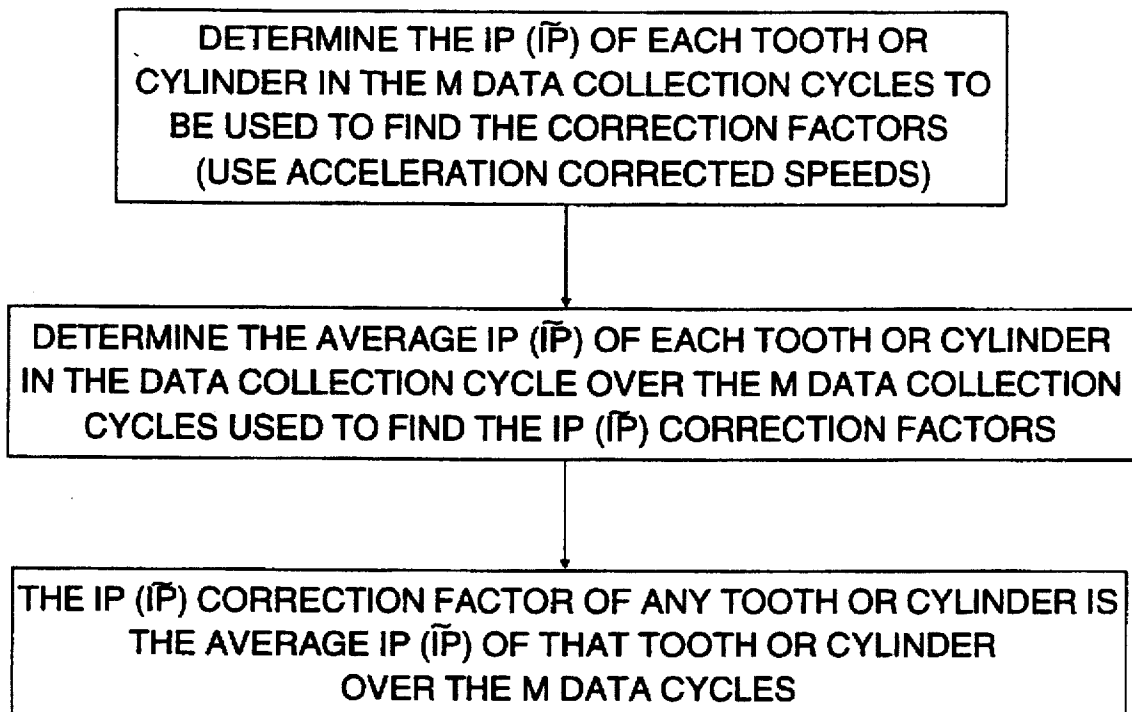 DETERMINE THE IP (ĨP̃) OF EACH TOOTH OR
CYLINDER IN THE M DATA COLLECTION CYCLES TO
BE USED TO FIND THE CORRECTION FACTORS
(USE ACCELERATION CORRECTED SPEEDS)
DETERMINE THE AVERAGE IP (ĨP̃) OF EACH TOOTH OR CYLINDER
IN THE DATA COLLECTION CYCLE OVER THE M DATA COLLECTION
CYCLES USED TO FIND THE IP (ĨP̃) CORRECTION FACTORS
THE IP (ĨP̃) CORRECTION FACTOR OF ANY TOOTH OR CYLINDER IS
THE AVERAGE IP (ĨP̃) OF THAT TOOTH OR CYLINDER
OVER THE M DATA CYCLES